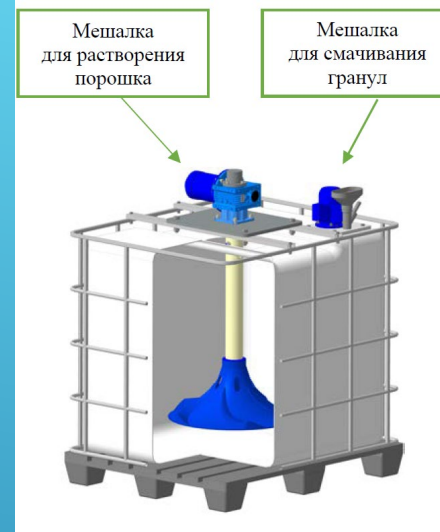 Мешалка
для растворения
порошка
Мешалка
для смачивания
гранул